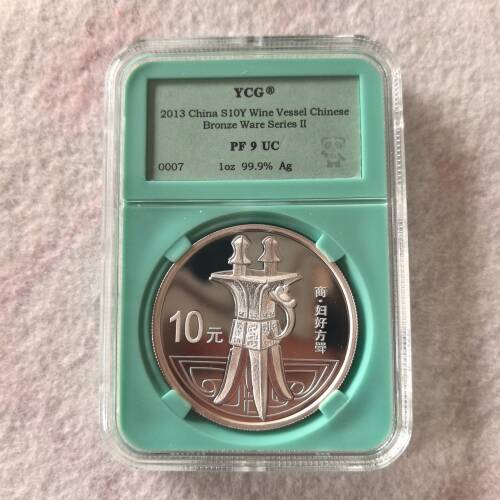 YCG®
2013 China S10Y Wine Vessel Chinese
Bronze Ware Series II
PF 9 UC
0007 1oz 99.9% Ag
10元
商·妇好方斝